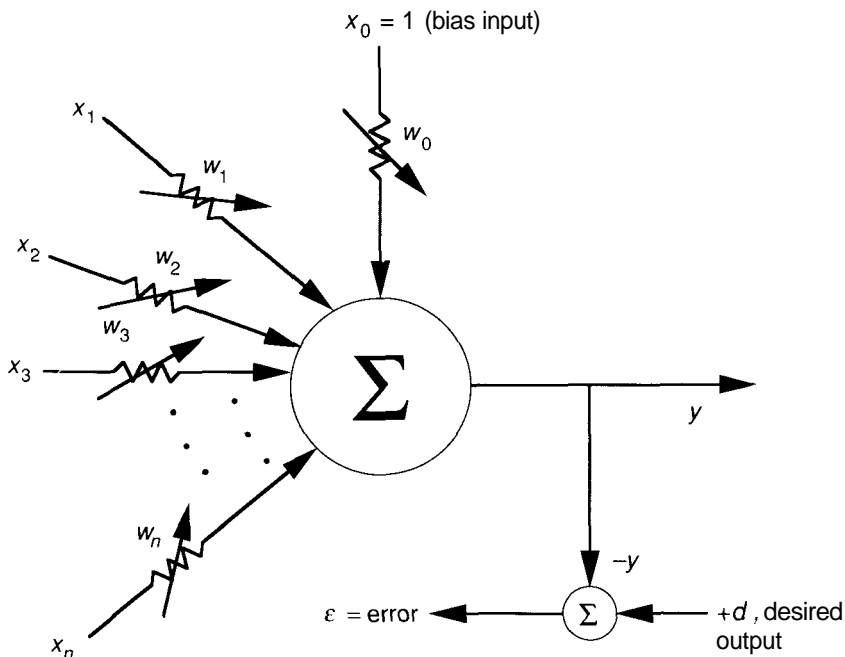 x₀ = 1 (bias input)
x₁
w₁
w₀
x₂
w₂
w₃
x₃
Σ
y
wₙ
−y
ε = error
Σ
+d , desired
output
xₙ